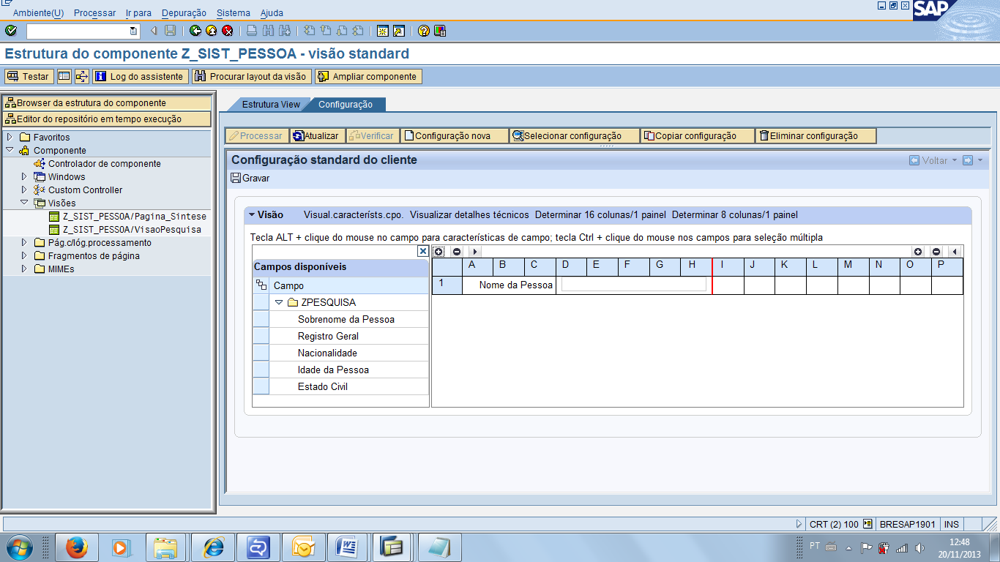 Ambiente(U) Processar Ir para Depuração Sistema Ajuda
SAP
Estrutura do componente Z_SIST_PESSOA - visão standard
Testar Log do assistente Procurar layout da visão Ampliar componente
Browser da estrutura do componente
Editor do repositório em tempo execução
Favoritos
Componente
Controlador de componente
Windows
Custom Controller
Visões
Z_SIST_PESSOA/Pagina_Sintese
Z_SIST_PESSOA/VisaoPesquisa
Pág.c/lóg.processamento
Fragmentos de página
MIMEs
Estrutura View Configuração
Processar Atualizar Verificar Configuração nova Selecionar configuração Copiar configuração Eliminar configuração
Configuração standard do cliente Voltar
Gravar
Visão Visual.característs.cpo. Visualizar detalhes técnicos Determinar 16 colunas/1 painel Determinar 8 colunas/1 painel
Tecla ALT + clique do mouse no campo para características de campo; tecla Ctrl + clique do mouse nos campos para seleção múltipla
Campos disponíveis
Campo
ZPESQUISA
Sobrenome da Pessoa
Registro Geral
Nacionalidade
Idade da Pessoa
Estado Civil
A B C D E F G H I J K L M N O P
1 Nome da Pessoa
CRT (2) 100 BRESAP1901 INS
PT 12:48
20/11/2013